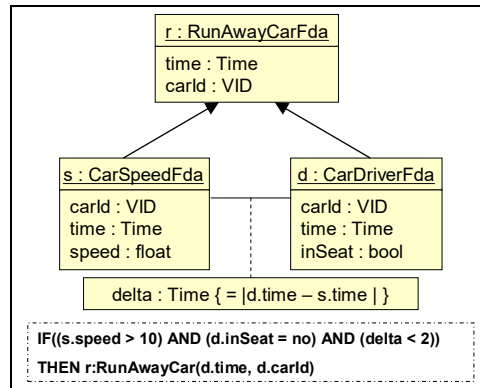 r : RunAwayCarFda
time : Time
carId : VID
s : CarSpeedFda
carId : VID
time : Time
speed : float
d : CarDriverFda
carId : VID
time : Time
inSeat : bool
delta : Time { = |d.time – s.time | }
IF((s.speed > 10) AND (d.inSeat = no) AND (delta < 2))
THEN r:RunAwayCar(d.time, d.carId)